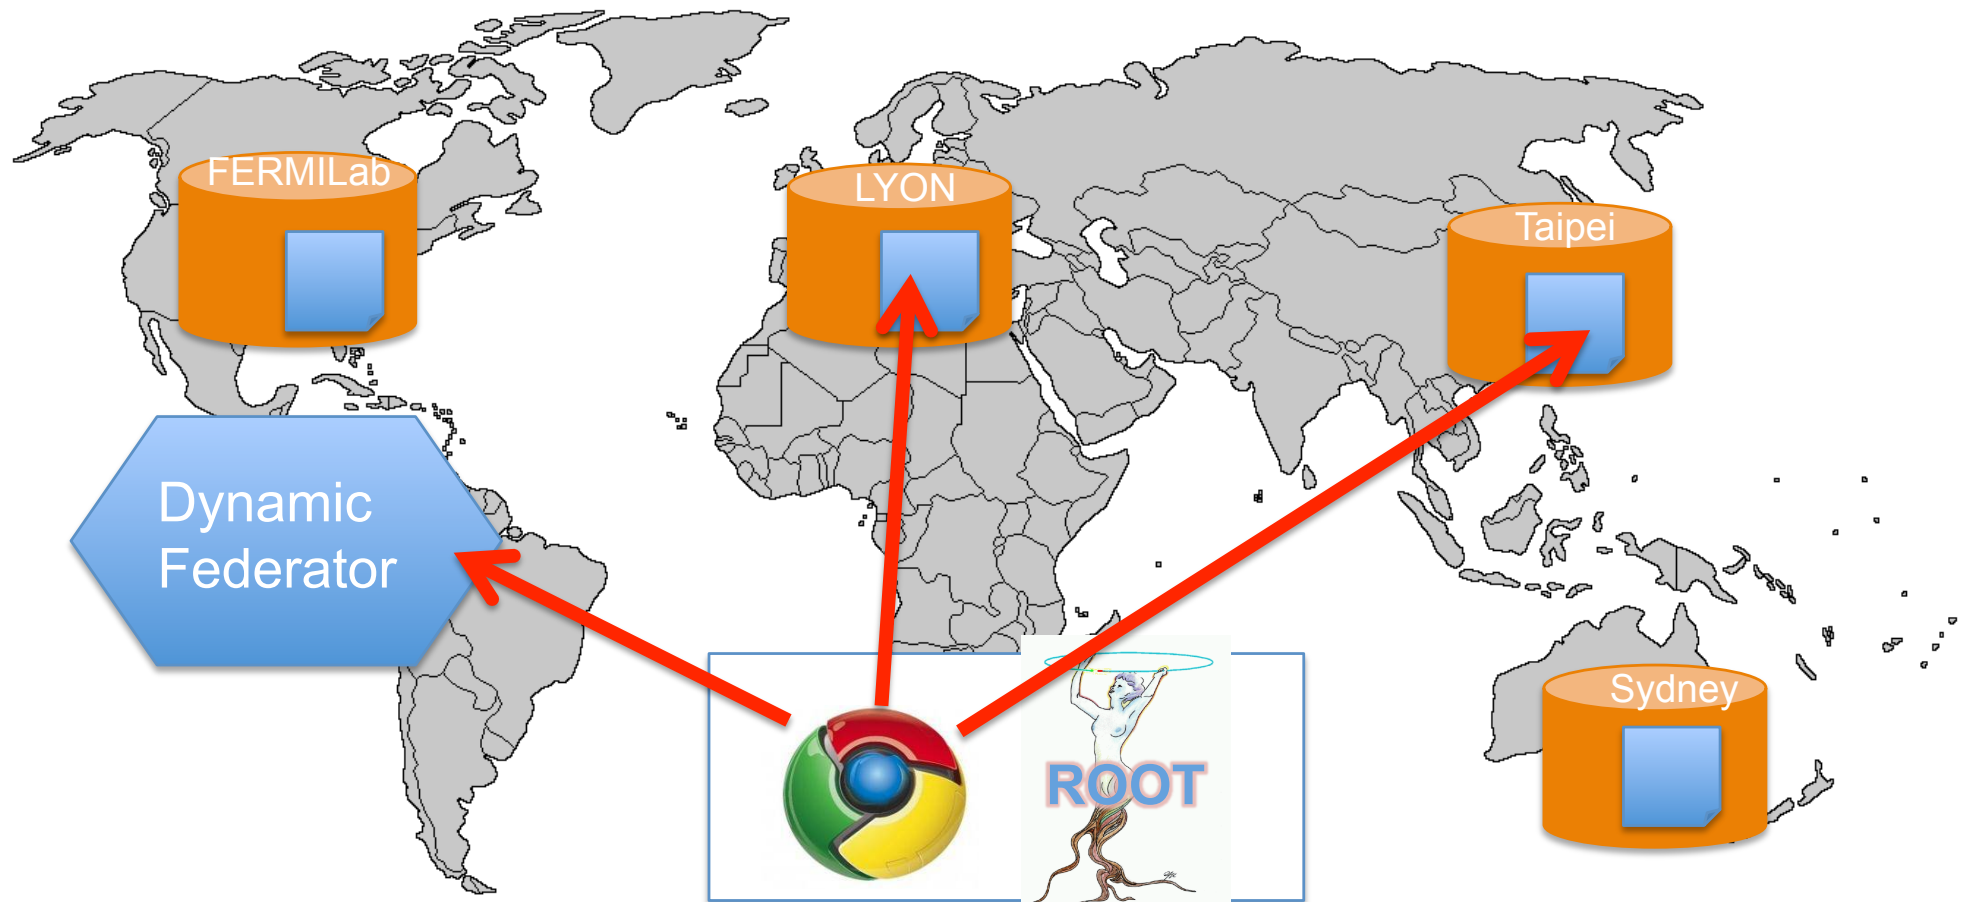 FERMILab
LYON
Taipei
Dynamic
Federator
Sydney
ROOT